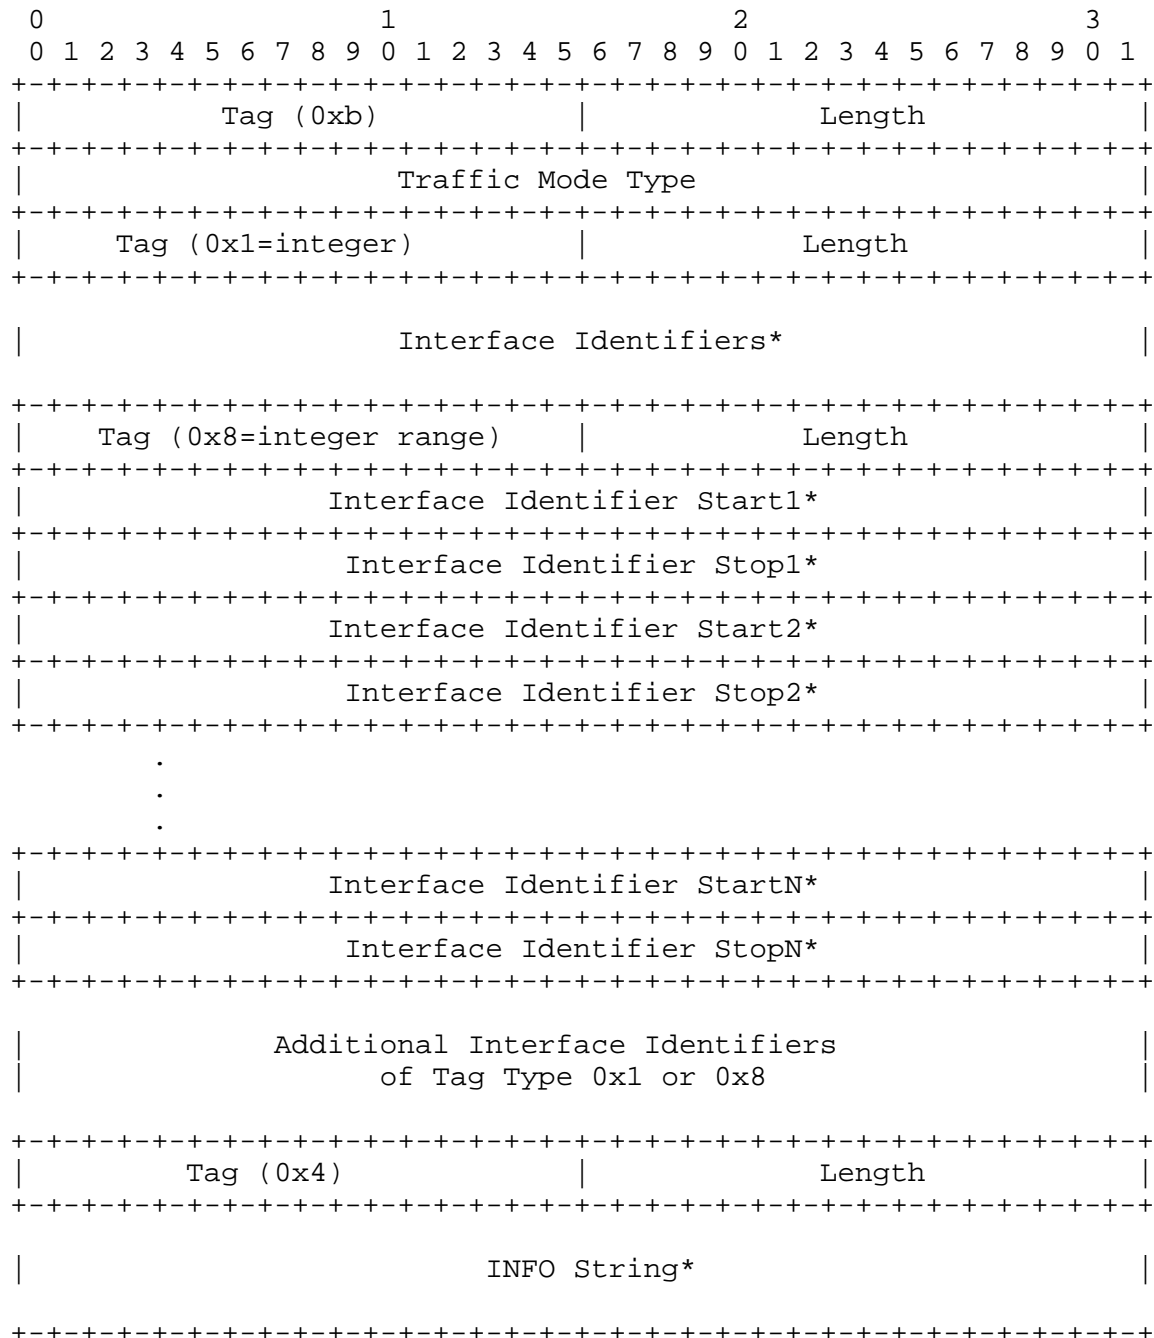 0                   1                   2                   3
 0 1 2 3 4 5 6 7 8 9 0 1 2 3 4 5 6 7 8 9 0 1 2 3 4 5 6 7 8 9 0 1
+-+-+-+-+-+-+-+-+-+-+-+-+-+-+-+-+-+-+-+-+-+-+-+-+-+-+-+-+-+-+-+-+
|           Tag (0xb)           |             Length            |
+-+-+-+-+-+-+-+-+-+-+-+-+-+-+-+-+-+-+-+-+-+-+-+-+-+-+-+-+-+-+-+-+
|                     Traffic Mode Type                         |
+-+-+-+-+-+-+-+-+-+-+-+-+-+-+-+-+-+-+-+-+-+-+-+-+-+-+-+-+-+-+-+-+
|     Tag (0x1=integer)         |            Length             |
+-+-+-+-+-+-+-+-+-+-+-+-+-+-+-+-+-+-+-+-+-+-+-+-+-+-+-+-+-+-+-+-+
|                     Interface Identifiers*                    |
+-+-+-+-+-+-+-+-+-+-+-+-+-+-+-+-+-+-+-+-+-+-+-+-+-+-+-+-+-+-+-+-+
|    Tag (0x8=integer range)    |            Length             |
+-+-+-+-+-+-+-+-+-+-+-+-+-+-+-+-+-+-+-+-+-+-+-+-+-+-+-+-+-+-+-+-+
|                 Interface Identifier Start1*                  |
+-+-+-+-+-+-+-+-+-+-+-+-+-+-+-+-+-+-+-+-+-+-+-+-+-+-+-+-+-+-+-+-+
|                  Interface Identifier Stop1*                  |
+-+-+-+-+-+-+-+-+-+-+-+-+-+-+-+-+-+-+-+-+-+-+-+-+-+-+-+-+-+-+-+-+
|                 Interface Identifier Start2*                  |
+-+-+-+-+-+-+-+-+-+-+-+-+-+-+-+-+-+-+-+-+-+-+-+-+-+-+-+-+-+-+-+-+
|                  Interface Identifier Stop2*                  |
+-+-+-+-+-+-+-+-+-+-+-+-+-+-+-+-+-+-+-+-+-+-+-+-+-+-+-+-+-+-+-+-+
        .
        .
        .
+-+-+-+-+-+-+-+-+-+-+-+-+-+-+-+-+-+-+-+-+-+-+-+-+-+-+-+-+-+-+-+-+
|                 Interface Identifier StartN*                  |
+-+-+-+-+-+-+-+-+-+-+-+-+-+-+-+-+-+-+-+-+-+-+-+-+-+-+-+-+-+-+-+-+
|                  Interface Identifier StopN*                  |
+-+-+-+-+-+-+-+-+-+-+-+-+-+-+-+-+-+-+-+-+-+-+-+-+-+-+-+-+-+-+-+-+
|              Additional Interface Identifiers                 |
|                    of Tag Type 0x1 or 0x8                     |
+-+-+-+-+-+-+-+-+-+-+-+-+-+-+-+-+-+-+-+-+-+-+-+-+-+-+-+-+-+-+-+-+
|         Tag (0x4)             |             Length            |
+-+-+-+-+-+-+-+-+-+-+-+-+-+-+-+-+-+-+-+-+-+-+-+-+-+-+-+-+-+-+-+-+
|                          INFO String*                         |
+-+-+-+-+-+-+-+-+-+-+-+-+-+-+-+-+-+-+-+-+-+-+-+-+-+-+-+-+-+-+-+-+